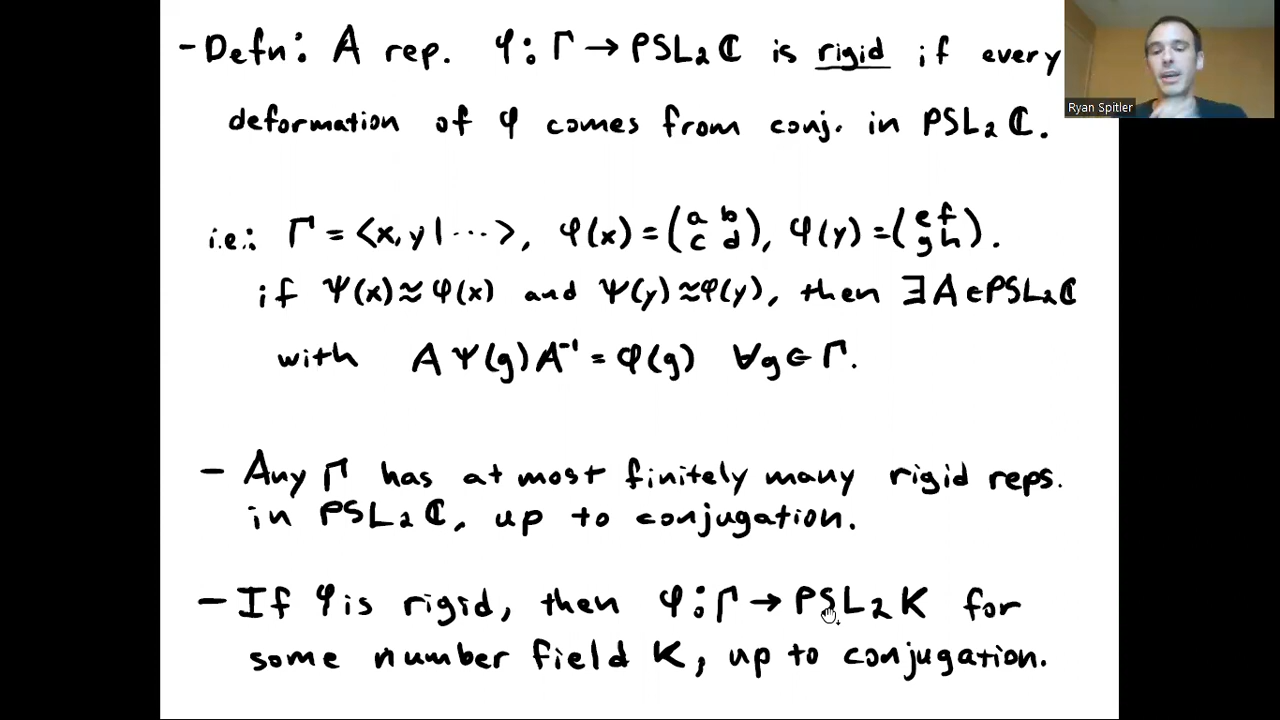 - Defn: A rep. φ: Γ → PSL₂ℂ is rigid if every
deformation of φ comes from conj. in PSL₂ℂ.
i.e.: Γ = <x, y | ... >, φ(x) = (a b c d), φ(y) = (e f g h).
if Ψ(x) ≈ φ(x) and Ψ(y) ≈ φ(y), then ∃ A ∈ PSL₂ℂ
with A Ψ(g) A⁻¹ = φ(g) ∀g ∈ Γ.
- Any Γ has at most finitely many rigid reps.
in PSL₂ℂ, up to conjugation.
- If φ is rigid, then φ: Γ → PSL₂K for
some number field K, up to conjugation.
Ryan Spitler